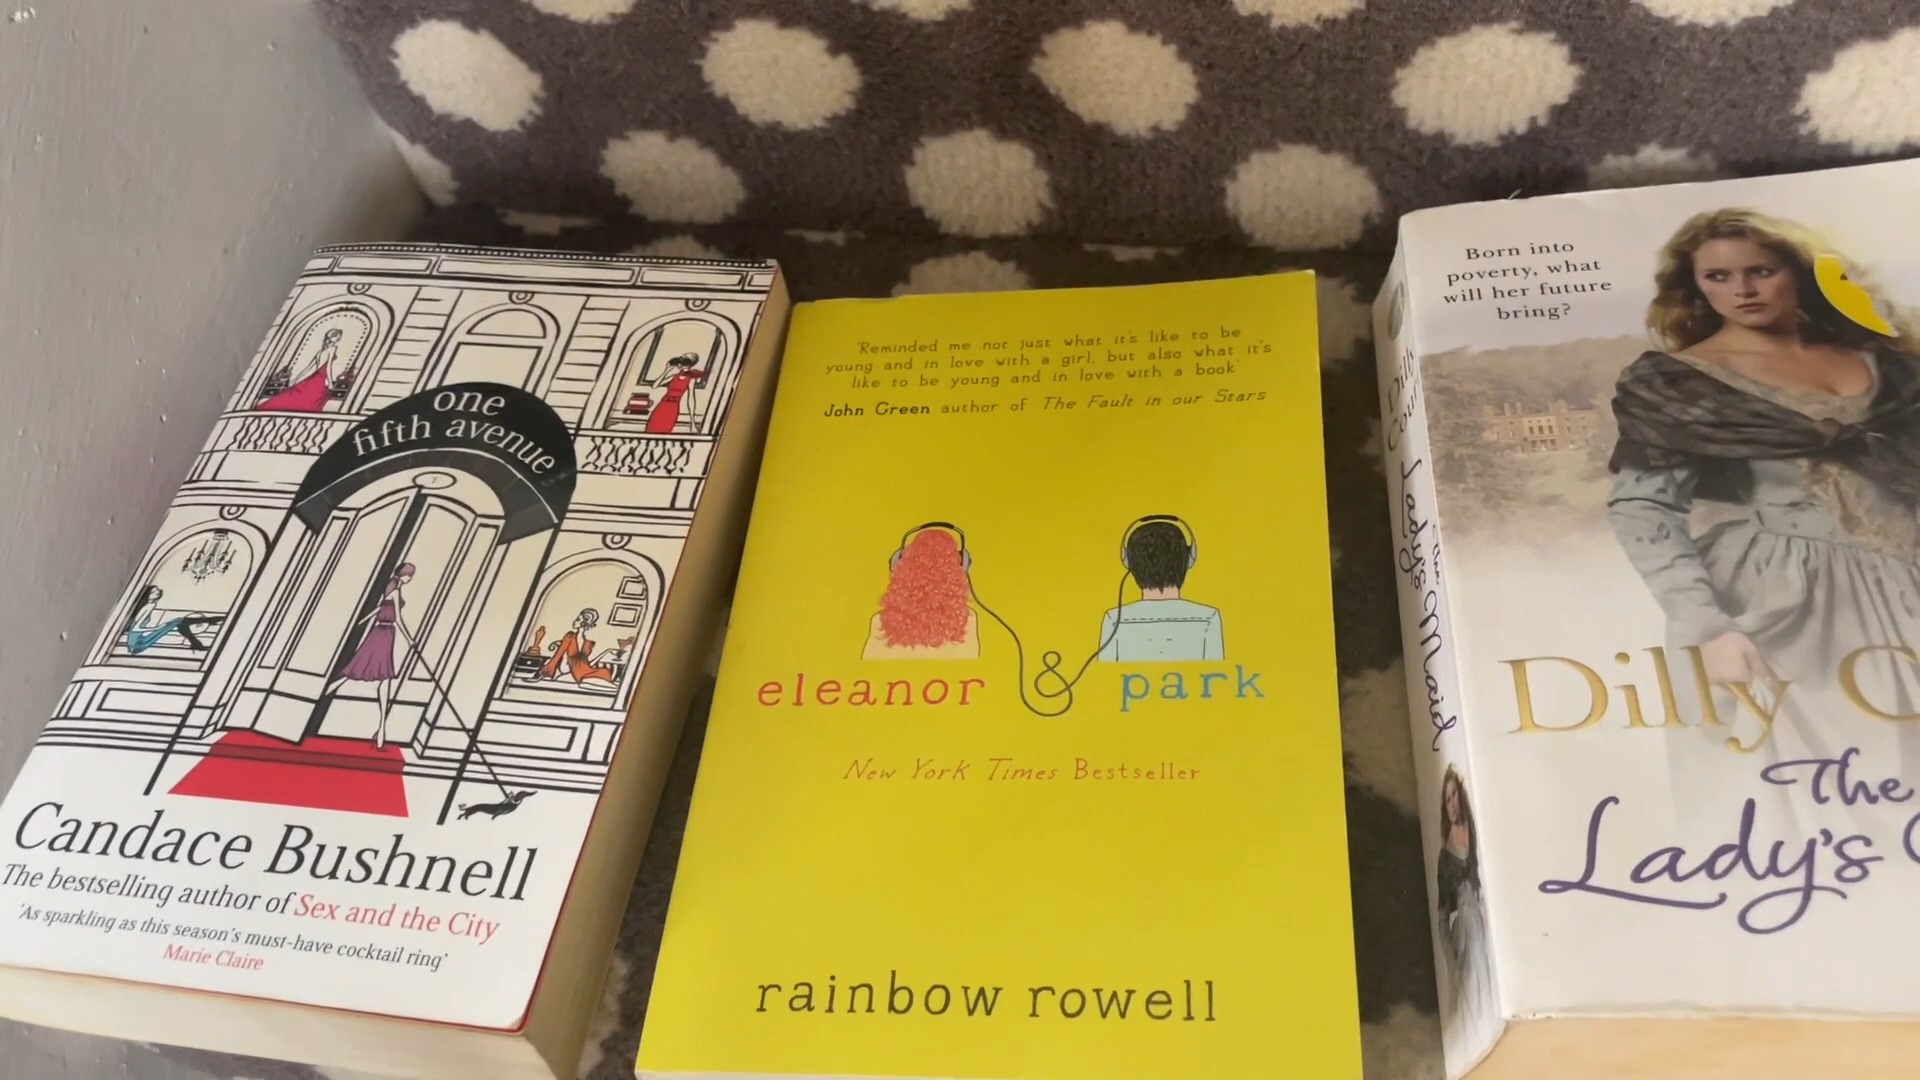 one
fifth avenue
Candace Bushnell
The bestselling author of Sex and the City
'As sparkling as this season's must-have cocktail ring'
Marie Claire
'Reminded me not just what it's like to be
young and in love with a girl, but also what it's
like to be young and in love with a book'
John Green author of The Fault in our Stars
eleanor & park
New York Times Bestseller
rainbow rowell
Dilly
The Lady's Maid
Born into
poverty, what
will her future
bring?
Dilly C
The
Lady's